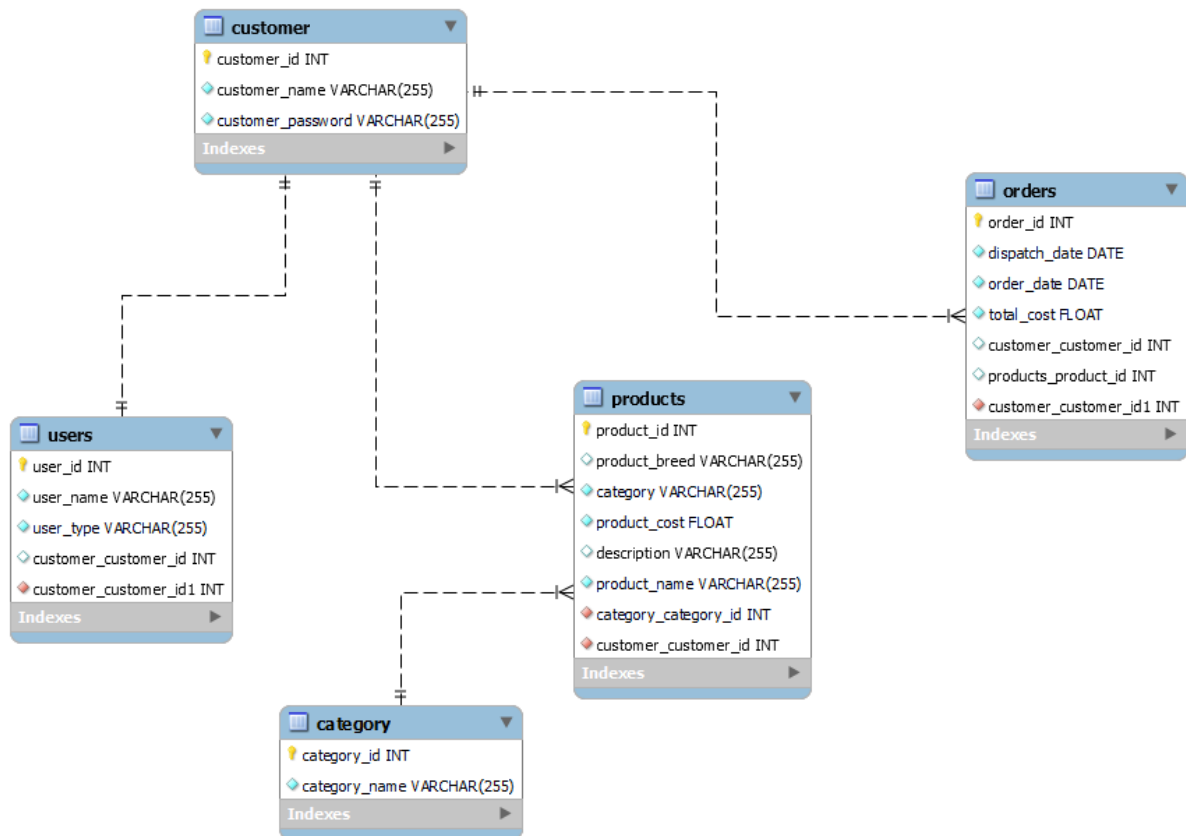 customer
customer_id INT
customer_name VARCHAR(255)
customer_password VARCHAR(255)
Indexes
orders
order_id INT
dispatch_date DATE
order_date DATE
total_cost FLOAT
customer_customer_id INT
products_product_id INT
customer_customer_id1 INT
Indexes
users
user_id INT
user_name VARCHAR(255)
user_type VARCHAR(255)
customer_customer_id INT
customer_customer_id1 INT
Indexes
products
product_id INT
product_breed VARCHAR(255)
category VARCHAR(255)
product_cost FLOAT
description VARCHAR(255)
product_name VARCHAR(255)
category_category_id INT
customer_customer_id INT
Indexes
category
category_id INT
category_name VARCHAR(255)
Indexes